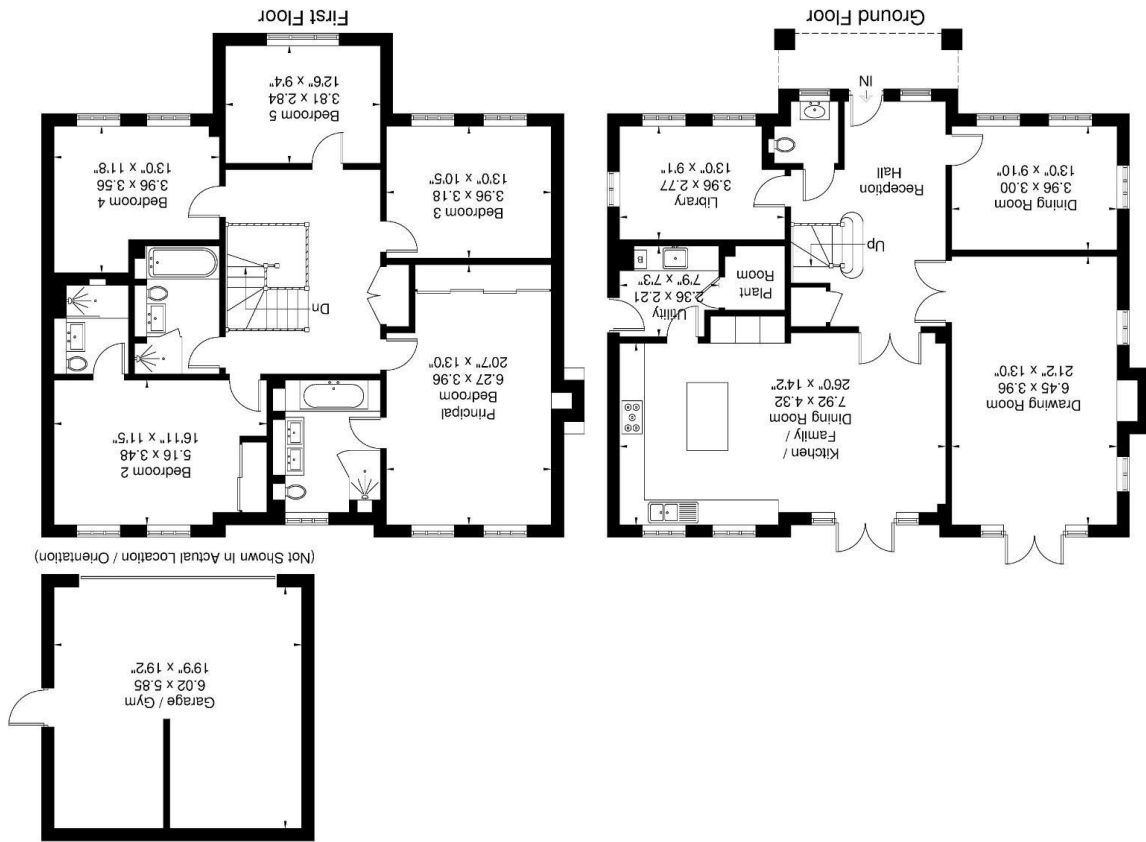 Garage / Gym
6.02 x 5.85
19'9" x 19'2"
(Not Shown In Actual Location / Orientation)
Drawing Room
6.45 x 3.96
21'2" x 13'0"
Kitchen /
Family /
Dining Room
7.92 x 4.32
26'0" x 14'2"
Utility
2.36 x 2.21
7'9" x 7'3"
Plant
Room
Up
Dining Room
3.96 x 3.00
13'0" x 9'10"
Reception
Hall
Library
3.96 x 2.77
13'0" x 9'1"
B
IN
Ground Floor
Principal
Bedroom
6.27 x 3.96
20'7" x 13'0"
Bedroom 2
5.16 x 3.48
16'11" x 11'5"
Dn
Bedroom 3
3.96 x 3.18
13'0" x 10'5"
Bedroom 4
3.96 x 3.56
13'0" x 11'8"
Bedroom 5
3.81 x 2.84
12'6" x 9'4"
First Floor